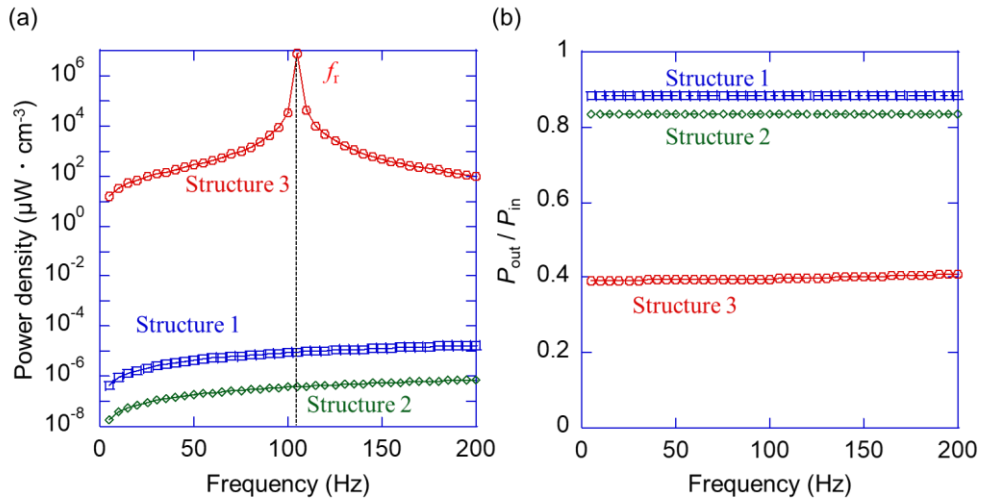 (a)
Power density (µW・cm-3)
10^6
10^4
10^2
10^0
10^-2
10^-4
10^-6
10^-8
fr
Structure 3
Structure 1
Structure 2
0 50 100 150 200
Frequency (Hz)
(b)
Pout / Pin
1
0.8
0.6
0.4
0.2
0
Structure 1
Structure 2
Structure 3
0 50 100 150 200
Frequency (Hz)